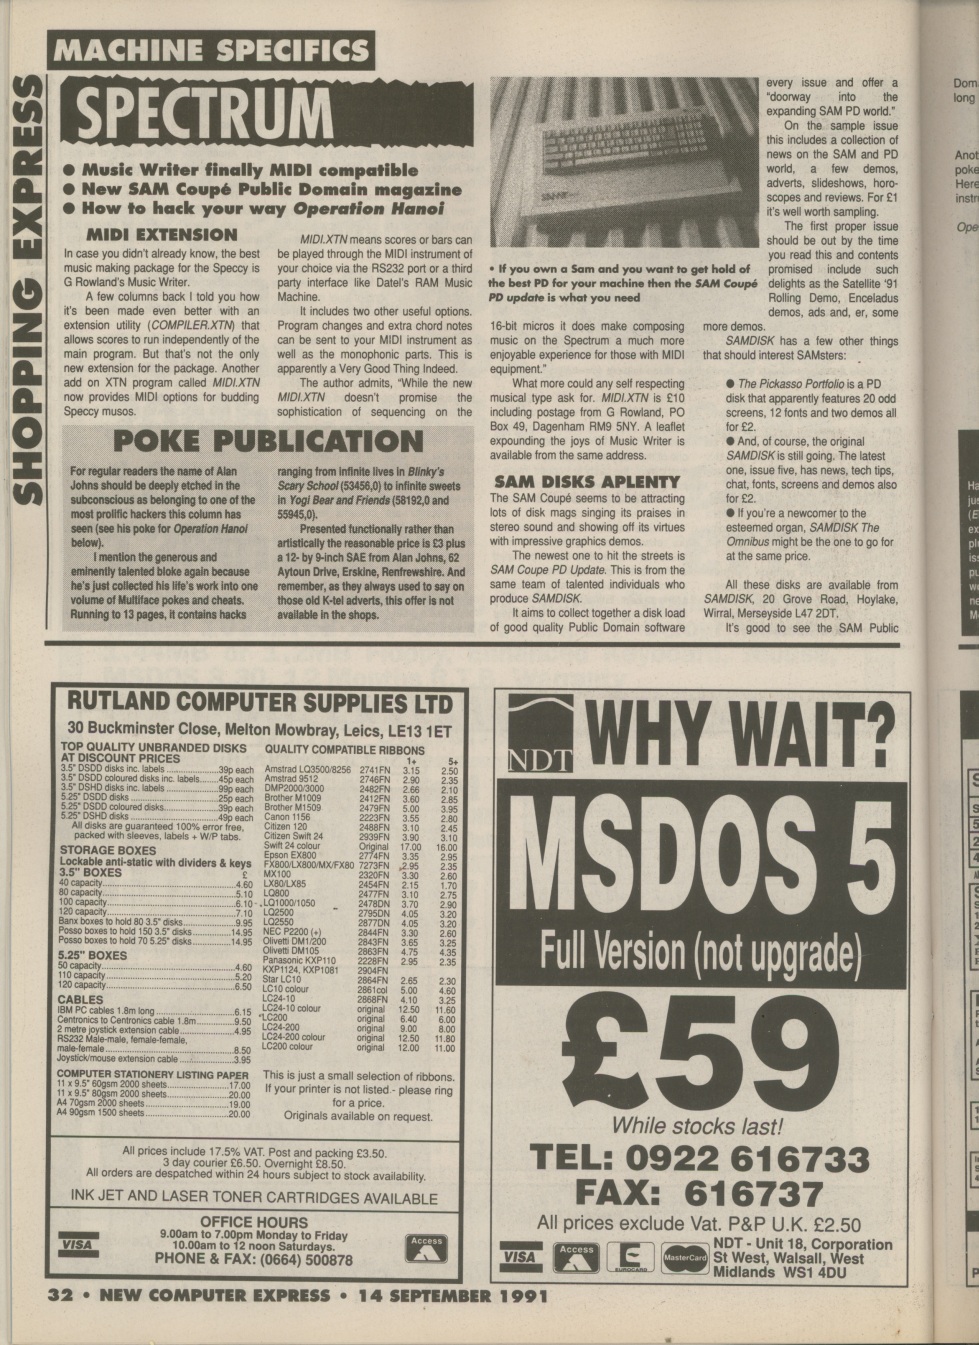 MACHINE SPECIFICS
SHOPPING EXPRESS
SPECTRUM
● Music Writer finally MIDI compatible
● New SAM Coupé Public Domain magazine
● How to hack your way Operation Hanoi
MIDI EXTENSION
In case you didn't already know, the best
music making package for the Speccy is
G Rowland's Music Writer.
A few columns back I told you how
it's been made even better with an
extension utility (COMPILER.XTN) that
allows scores to run independently of the
main program. But that's not the only
new extension for the package. Another
add on XTN program called MIDI.XTN
now provides MIDI options for budding
Speccy musos.
MIDI.XTN means scores or bars can
be played through the MIDI instrument of
your choice via the RS232 port or a third
party interface like Datel's RAM Music
Machine.
It includes two other useful options.
Program changes and extra chord notes
can be sent to your MIDI instrument as
well as the monophonic parts. This is
apparently a Very Good Thing Indeed.
The author admits, "While the new
MIDI.XTN doesn't promise the
sophistication of sequencing on the
• If you own a Sam and you want to get hold of
the best PD for your machine then the SAM Coupé
PD update is what you need
16-bit micros it does make composing
music on the Spectrum a much more
enjoyable experience for those with MIDI
equipment."
What more could any self respecting
musical type ask for. MIDI.XTN is £10
including postage from G Rowland, PO
Box 49, Dagenham RM9 5NY. A leaflet
expounding the joys of Music Writer is
available from the same address.
SAM DISKS APLENTY
The SAM Coupé seems to be attracting
lots of disk mags singing its praises in
stereo sound and showing off its virtues
with impressive graphics demos.
The newest one to hit the streets is
SAM Coupe PD Update. This is from the
same team of talented individuals who
produce SAMDISK.
It aims to collect together a disk load
of good quality Public Domain software
every issue and offer a
"doorway into the
expanding SAM PD world."
On the sample issue
this includes a collection of
news on the SAM and PD
world, a few demos,
adverts, slideshows, horo-
scopes and reviews. For £1
it's well worth sampling.
The first proper issue
should be out by the time
you read this and contents
promised include such
delights as the Satellite '91
Rolling Demo, Enceladus
demos, ads and, er, some
more demos.
SAMDISK has a few other things
that should interest SAMsters:
● The Pickasso Portfolio is a PD
disk that apparently features 20 odd
screens, 12 fonts and two demos all
for £2.
● And, of course, the original
SAMDISK is still going. The latest
one, issue five, has news, tech tips,
chat, fonts, screens and demos also
for £2.
● If you're a newcomer to the
esteemed organ, SAMDISK The
Omnibus might be the one to go for
at the same price.
All these disks are available from
SAMDISK, 20 Grove Road, Hoylake,
Wirral, Merseyside L47 2DT.
It's good to see the SAM Public
POKE PUBLICATION
For regular readers the name of Alan
Johns should be deeply etched in the
subconscious as belonging to one of the
most prolific hackers this column has
seen (see his poke for Operation Hanoi
below).
I mention the generous and
eminently talented bloke again because
he's just collected his life's work into one
volume of Multiface pokes and cheats.
Running to 13 pages, it contains hacks
ranging from infinite lives in Blinky's
Scary School (53456,0) to infinite sweets
in Yogi Bear and Friends (58192,0 and
55945,0).
Presented functionally rather than
artistically the reasonable price is £3 plus
a 12- by 9-inch SAE from Alan Johns, 62
Aytoun Drive, Erskine, Renfrewshire. And
remember, as they always used to say on
those old K-tel adverts, this offer is not
available in the shops.
RUTLAND COMPUTER SUPPLIES LTD
30 Buckminster Close, Melton Mowbray, Leics, LE13 1ET
TOP QUALITY UNBRANDED DISKS
AT DISCOUNT PRICES
3.5" DSDD disks inc. labels ....................39p each
3.5" DSDD coloured disks inc. labels.......45p each
3.5" DSHD disks inc. labels ....................99p each
5.25" DSDD disks ..................................25p each
5.25" DSDD coloured disks.....................39p each
5.25" DSHD disks ..................................49p each
All disks are guaranteed 100% error free,
packed with sleeves, labels + W/P tabs.
STORAGE BOXES
Lockable anti-static with dividers & keys
3.5" BOXES £
40 capacity..................4.60
80 capacity..................5.10
100 capacity................6.10
120 capacity................7.10
Banx boxes to hold 80 3.5" disks..........9.95
Posso boxes to hold 150 3.5" disks......14.95
Posso boxes to hold 70 5.25" disks......14.95
5.25" BOXES
50 capacity..................4.60
110 capacity................5.20
120 capacity................6.50
CABLES
IBM PC cables 1.8m long..................6.15
Centronics to Centronics cable 1.8m.........9.50
2 metre joystick extension cable ..............4.95
RS232 Male-male, female-female,
male-female..................8.50
Joystick/mouse extension cable ..............3.95
COMPUTER STATIONERY LISTING PAPER
11 x 9.5" 60gsm 2000 sheets..................17.00
11 x 9.5" 80gsm 2000 sheets..................20.00
A4 70gsm 2000 sheets..................19.00
A4 90gsm 1500 sheets..................20.00
QUALITY COMPATIBLE RIBBONS
1+ 5+
Amstrad LQ3500/8256 2741FN 3.15 2.50
Amstrad 9512 2746FN 2.90 2.35
DMP2000/3000 2482FN 2.66 2.10
Brother M1009 2412FN 3.60 2.85
Brother M1509 2479FN 5.00 3.95
Canon 1156 2223FN 3.55 2.80
Citizen 120 2488FN 3.10 2.45
Citizen Swift 24 2939FN 3.90 3.10
Swift 24 colour Original 17.00 16.00
Epson EX800 2774FN 3.35 2.95
FX800/LX800/MX/FX80 7273FN 2.95 2.35
MX100 2320FN 3.30 2.60
LX80/LX85 2454FN 2.15 1.70
LQ800 2477FN 3.10 2.75
LQ1000/1050 2478DN 3.70 2.90
LQ2500 2795DN 4.05 3.20
LQ2550 2877DN 4.05 3.20
NEC P2200 (+) 2844FN 3.30 2.60
Olivetti DM1/200 2843FN 3.65 3.25
Olivetti DM105 2863FN 4.75 4.35
Panasonic KXP110 2228FN 2.95 2.35
KXP1124, KXP1081 2904FN
Star LC10 2864FN 2.65 2.30
LC10 colour 2861col 5.00 4.60
LC24-10 2868FN 4.10 3.25
LC24-10 colour original 12.50 11.60
LC200 original 6.40 6.00
LC24-200 original 9.00 8.00
LC24-200 colour original 12.50 11.80
LC200 colour original 12.00 11.00
This is just a small selection of ribbons.
If your printer is not listed - please ring
for a price.
Originals available on request.
All prices include 17.5% VAT. Post and packing £3.50.
3 day courier £6.50. Overnight £8.50.
All orders are despatched within 24 hours subject to stock availability.
INK JET AND LASER TONER CARTRIDGES AVAILABLE
OFFICE HOURS
9.00am to 7.00pm Monday to Friday
10.00am to 12 noon Saturdays.
PHONE & FAX: (0664) 500878
VISA
Access
NDT
WHY WAIT?
MSDOS 5
Full Version (not upgrade)
£59
While stocks last!
TEL: 0922 616733
FAX: 616737
All prices exclude Vat. P&P U.K. £2.50
VISA
Access
EUROCARD
MasterCard
NDT - Unit 18, Corporation
St West, Walsall, West
Midlands WS1 4DU
32 • NEW COMPUTER EXPRESS • 14 SEPTEMBER 1991